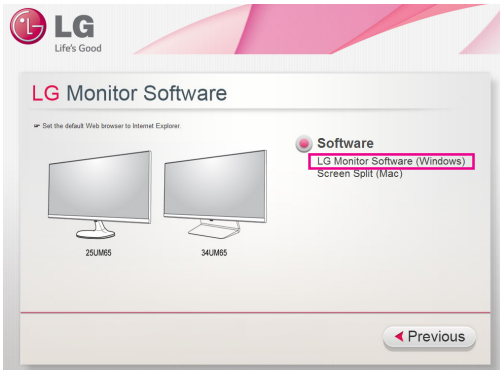 LG
Life's Good
LG Monitor Software
☞ Set the default Web browser to Internet Explorer.
Software
LG Monitor Software (Windows)
Screen Split (Mac)
25UM65
34UM65
Previous